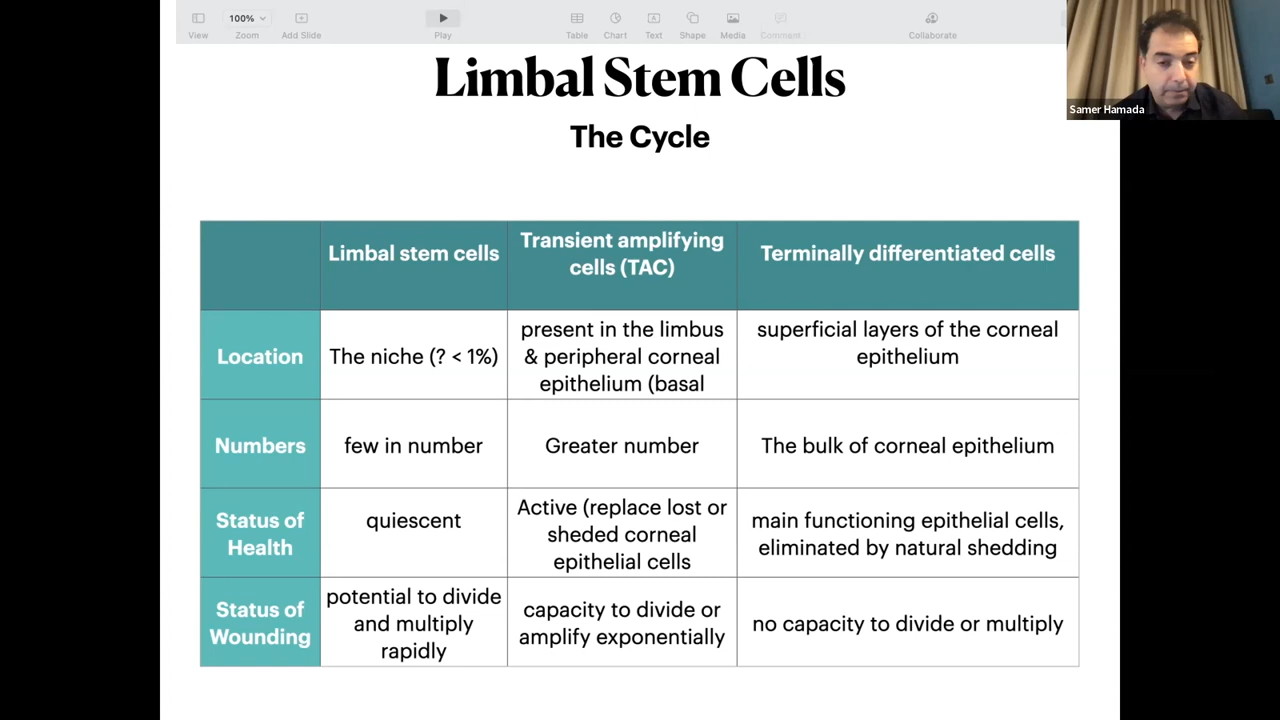 View
100%
Zoom
Add Slide
Play
Table
Chart
Text
Shape
Media
Comment
Collaborate
Samer Hamada
Limbal Stem Cells
The Cycle
Limbal stem cells
Transient amplifying
cells (TAC)
Terminally differentiated cells
Location
The niche (? < 1%)
present in the limbus
& peripheral corneal
epithelium (basal
superficial layers of the corneal
epithelium
Numbers
few in number
Greater number
The bulk of corneal epithelium
Status of
Health
quiescent
Active (replace lost or
sheded corneal
epithelial cells
main functioning epithelial cells,
eliminated by natural shedding
Status of
Wounding
potential to divide
and multiply
rapidly
capacity to divide or
amplify exponentially
no capacity to divide or multiply